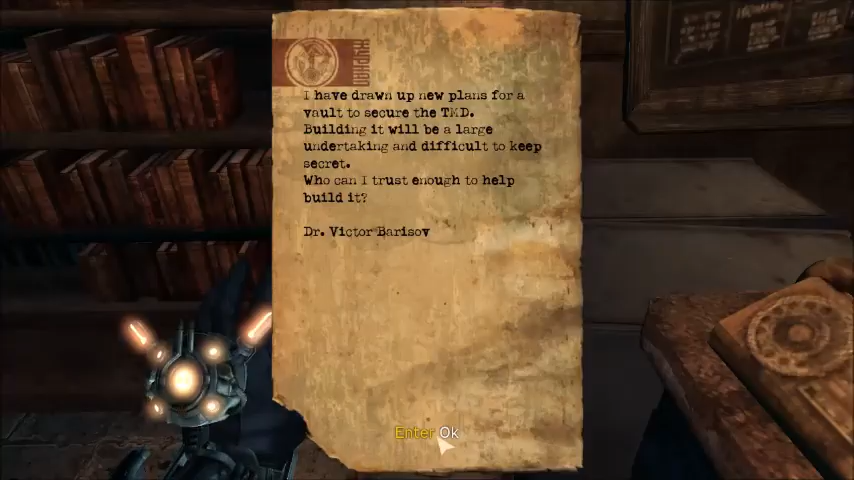 I have drawn up new plans for a
vault to secure the TMD.
Building it will be a large
undertaking and difficult to keep
secret.
Who can I trust enough to help
build it?
Dr. Victor Barisov
Enter Ok